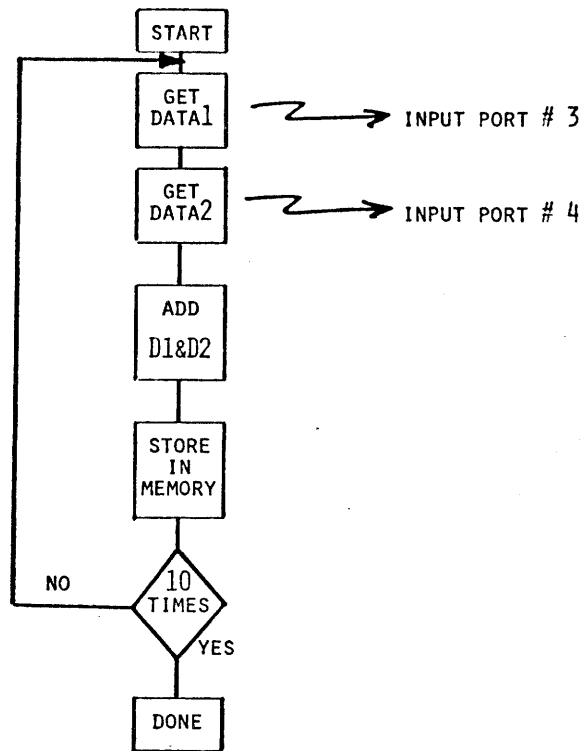 START
GET
DATA1
INPUT PORT # 3
GET
DATA2
INPUT PORT # 4
ADD
D1&D2
STORE
IN
MEMORY
10
TIMES
NO
YES
DONE